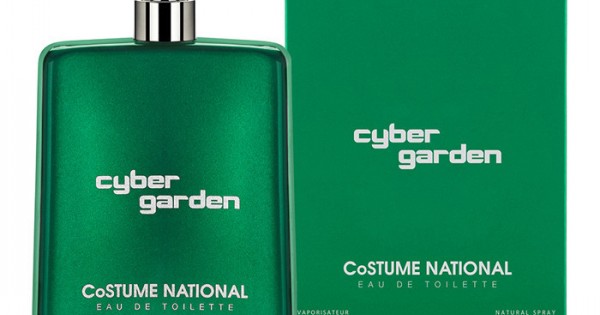 cyber
garden
CoSTUME NATIONAL
EAU DE TOILETTE
cyber
garden
CoSTUME NATIONAL
EAU DE TOILETTE
VAPORISATEUR
NATURAL SPRAY